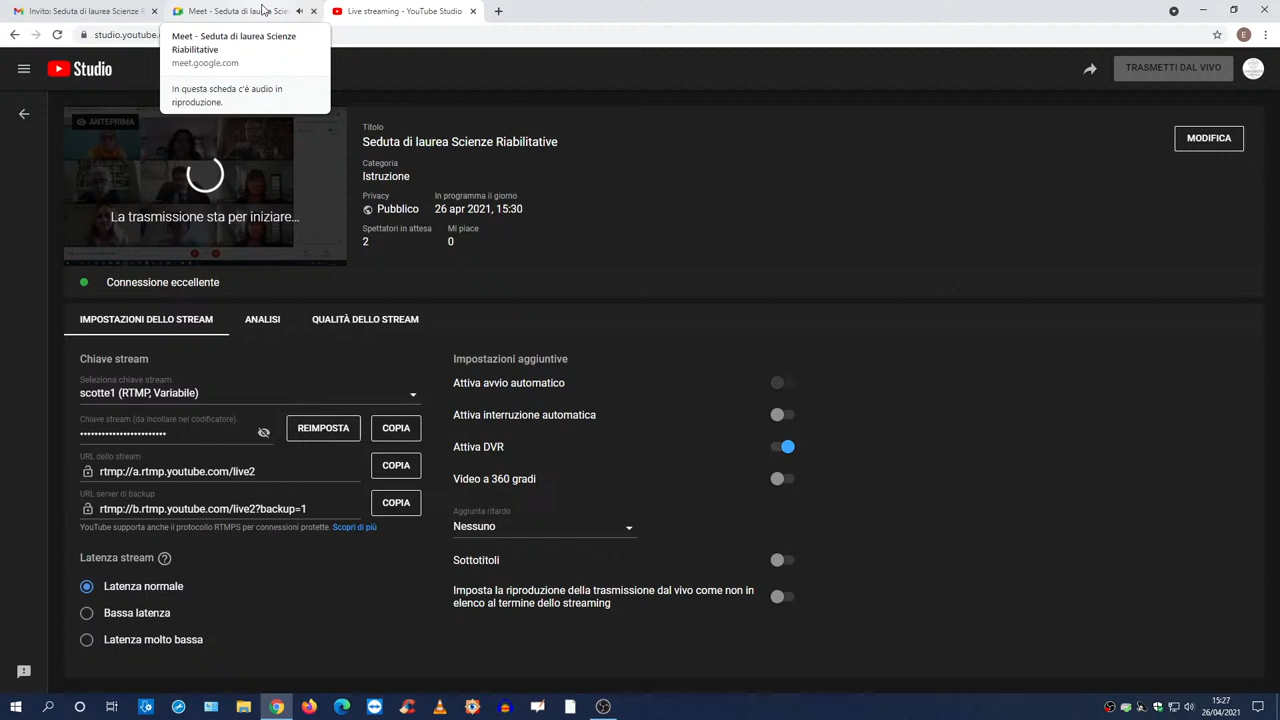 Invito: Seduta di laurea Scienze R
Meet - Seduta di laurea Scie
Live streaming - YouTube Studio
studio.youtube.
E
Meet - Seduta di laurea Scienze
Riabilitative
meet.google.com
In questa scheda c'è audio in
riproduzione.
Studio
TRASMETTI DAL VIVO
ANTEPRIMA
La trasmissione sta per iniziare...
Titolo
Seduta di laurea Scienze Riabilitative
MODIFICA
Categoria
Istruzione
Privacy In programma il giorno
Pubblico 26 apr 2021, 15:30
Spettatori in attesa Mi piace
2 0
Connessione eccellente
IMPOSTAZIONI DELLO STREAM ANALISI QUALITÀ DELLO STREAM
Chiave stream
Seleziona chiave stream
scotte1 (RTMP, Variabile)
Chiave stream (da incollare nel codificatore)
REIMPOSTA COPIA
URL dello stream
rtmp://a.rtmp.youtube.com/live2
COPIA
URL server di backup
rtmp://b.rtmp.youtube.com/live2?backup=1
COPIA
YouTube supporta anche il protocollo RTMPS per connessioni protette. Scopri di più
Latenza stream
Latenza normale
Bassa latenza
Latenza molto bassa
Impostazioni aggiuntive
Attiva avvio automatico
Attiva interruzione automatica
Attiva DVR
Video a 360 gradi
Aggiunta ritardo
Nessuno
Sottotitoli
Imposta la riproduzione della trasmissione dal vivo come non in
elenco al termine dello streaming
15:27
26/04/2021